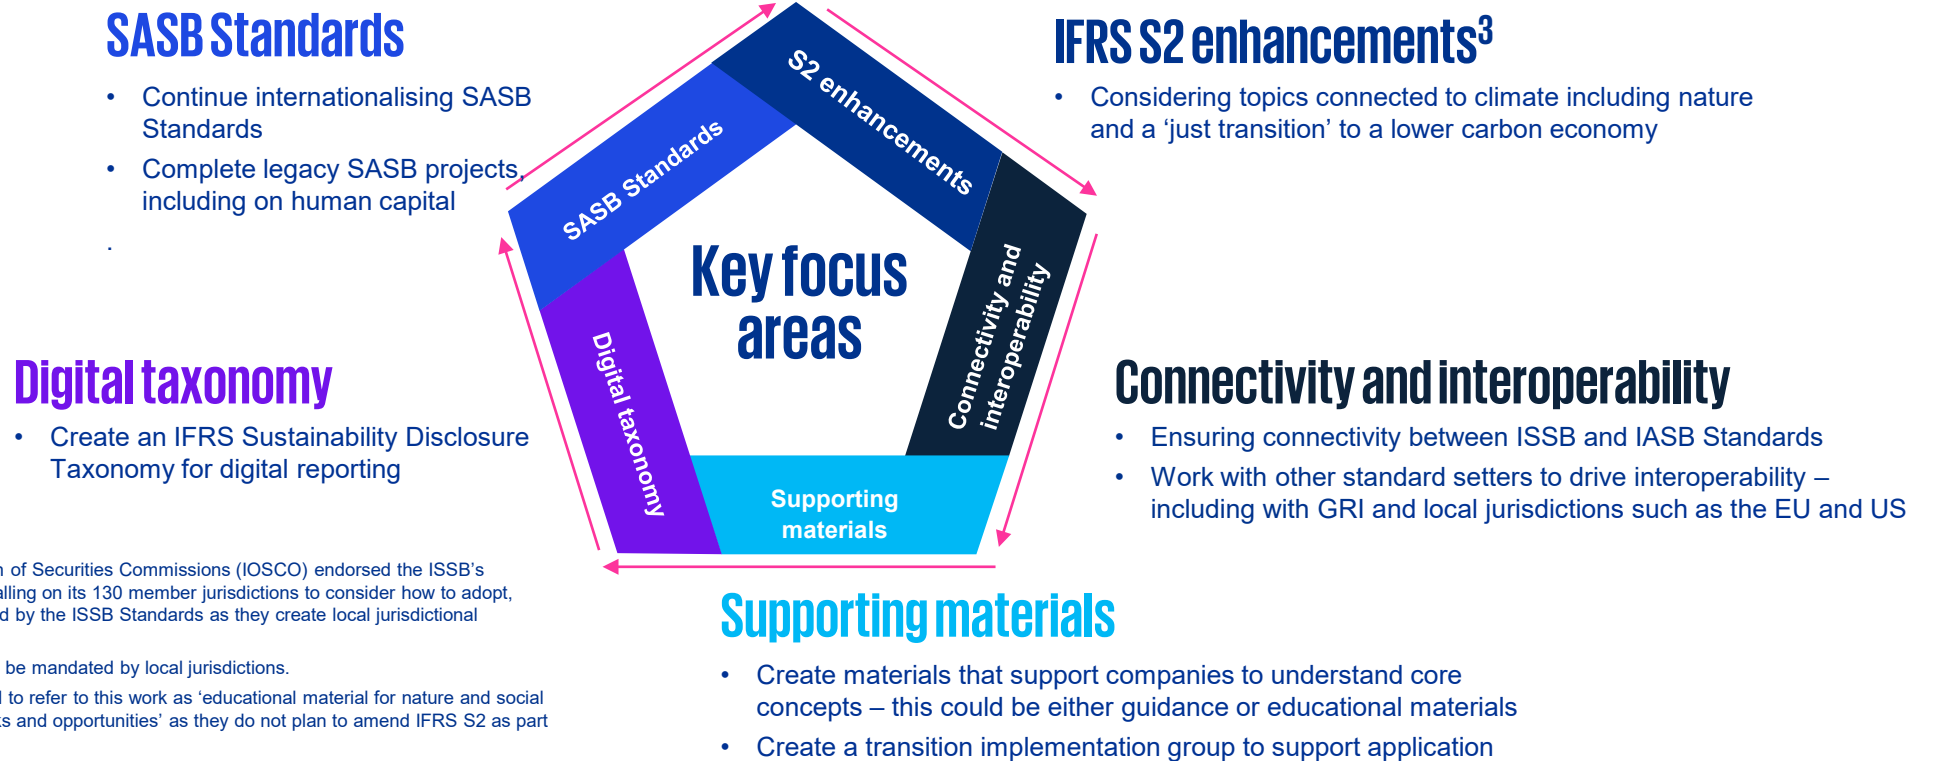 SASB Standards
• Continue internationalising SASB
Standards
• Complete legacy SASB projects,
including on human capital
.
IFRS S2 enhancements³
• Considering topics connected to climate including nature
and a ‘just transition’ to a lower carbon economy
SASB Standards
S2 enhancements
Connectivity and
interoperability
Supporting
materials
Digital taxonomy
Key focus
areas
Digital taxonomy
• Create an IFRS Sustainability Disclosure
Taxonomy for digital reporting
Connectivity and interoperability
• Ensuring connectivity between ISSB and IASB Standards
• Work with other standard setters to drive interoperability –
including with GRI and local jurisdictions such as the EU and US
of Securities Commissions (IOSCO) endorsed the ISSB’s
alling on its 130 member jurisdictions to consider how to adopt,
d by the ISSB Standards as they create local jurisdictional
be mandated by local jurisdictions.
to refer to this work as ‘educational material for nature and social
ks and opportunities’ as they do not plan to amend IFRS S2 as part
Supporting materials
• Create materials that support companies to understand core
concepts – this could be either guidance or educational materials
• Create a transition implementation group to support application